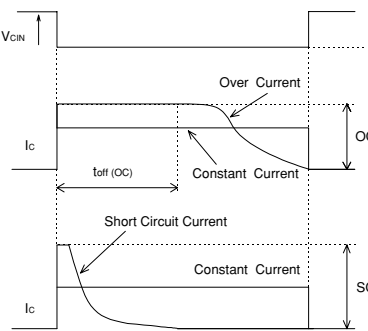 VCIN
Over Current
IC
OC
Constant Current
toff (OC)
Short Circuit Current
Constant Current
IC
SC